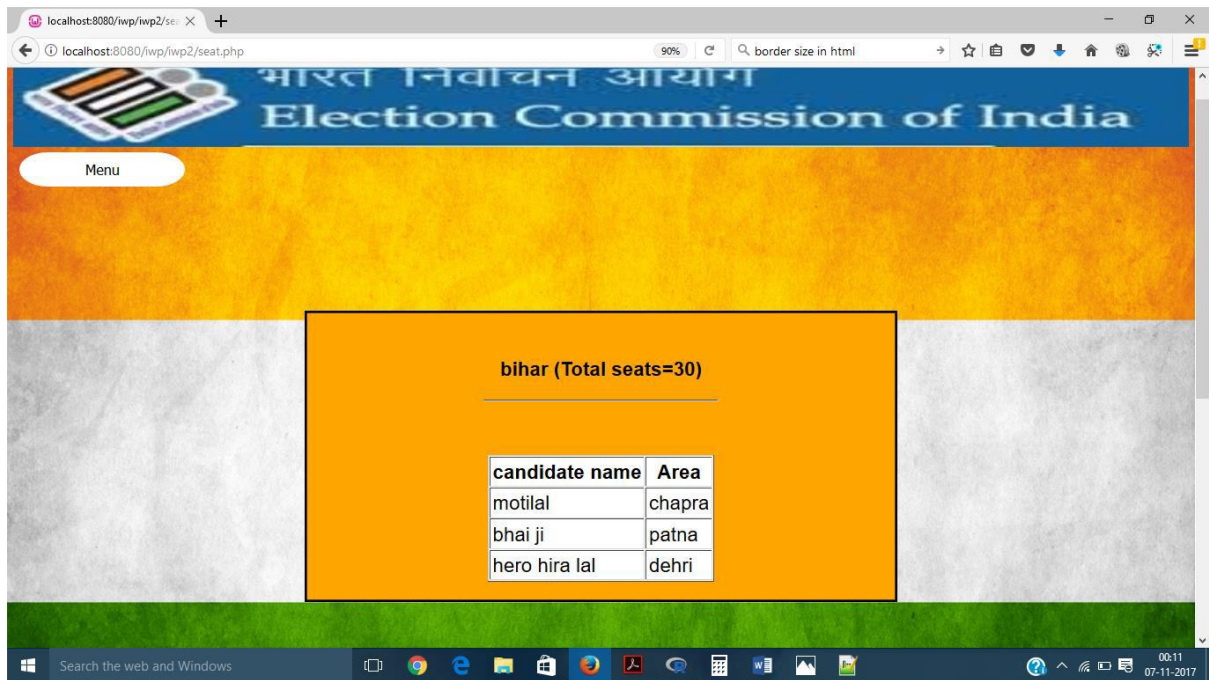 localhost:8080/iwp/iwp2/sea
localhost:8080/iwp/iwp2/seat.php
90%
border size in html
भारत निर्वाचन आयोग
Election Commission of India
Menu
bihar (Total seats=30)
candidate name Area
motilal chapra
bhai ji patna
hero hira lal dehri
Search the web and Windows
00:11
07-11-2017